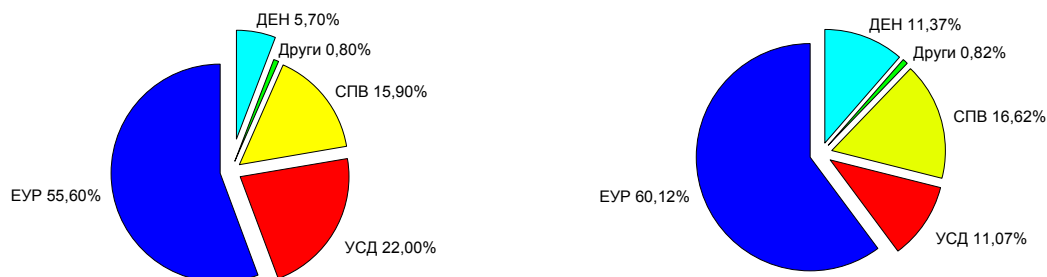 ДЕН 5,70%
Други 0,80%
СПВ 15,90%
ЕУР 55,60%
УСД 22,00%
ДЕН 11,37%
Други 0,82%
СПВ 16,62%
ЕУР 60,12%
УСД 11,07%